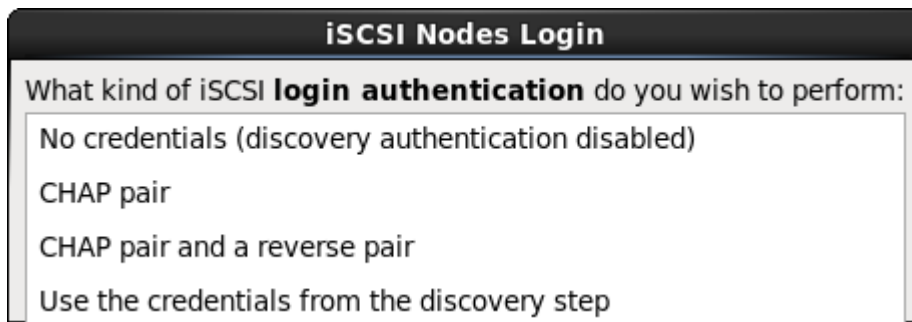 iSCSI Nodes Login
What kind of iSCSI login authentication do you wish to perform:
No credentials (discovery authentication disabled)
CHAP pair
CHAP pair and a reverse pair
Use the credentials from the discovery step